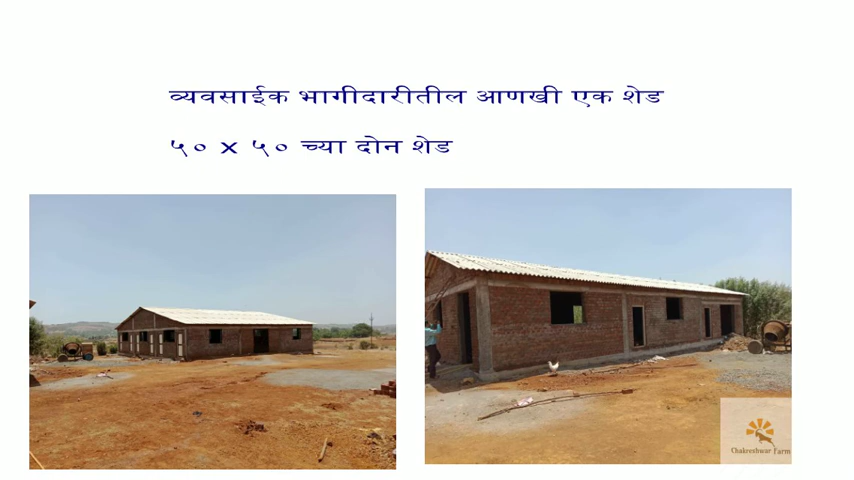 व्यवसाईक भागीदारीतील आणखी एक शेड
५० x ५० च्या दोन शेड
Chakreshwar Farm